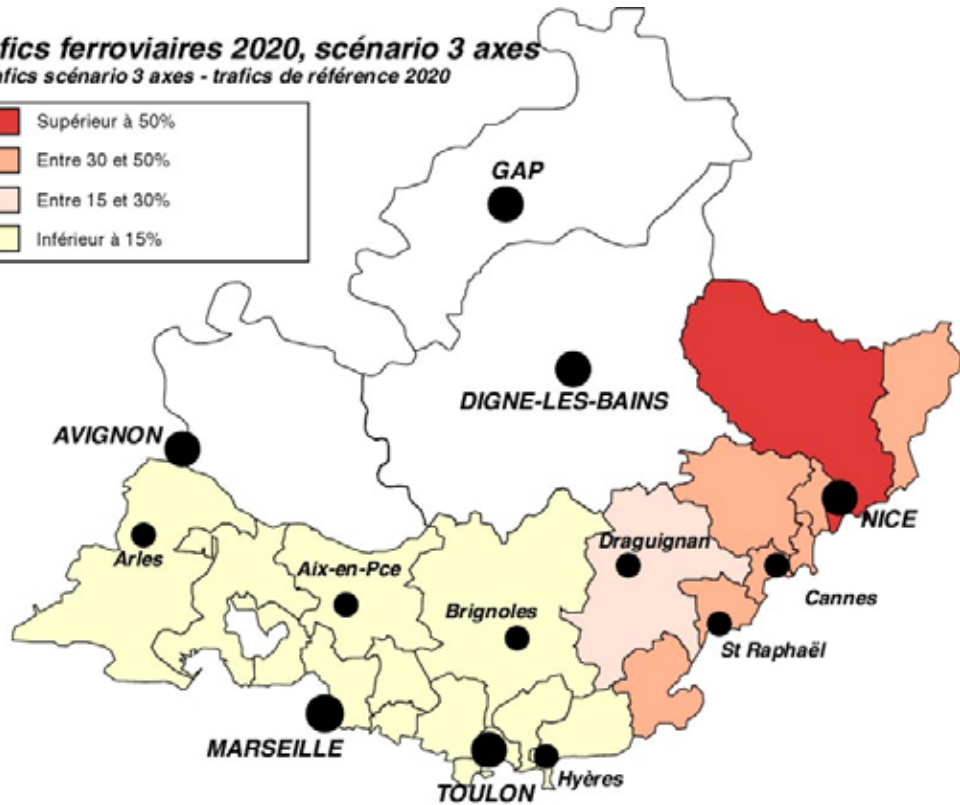 fics ferroviaires 2020, scénario 3 axes
afics scénario 3 axes - trafics de référence 2020
Supérieur à 50%
Entre 30 et 50%
Entre 15 et 30%
Inférieur à 15%
GAP
DIGNE-LES-BAINS
AVIGNON
NICE
Draguignan
Arles
Aix-en-Pce
Cannes
Brignoles
St Raphaël
MARSEILLE
Hyères
TOULON